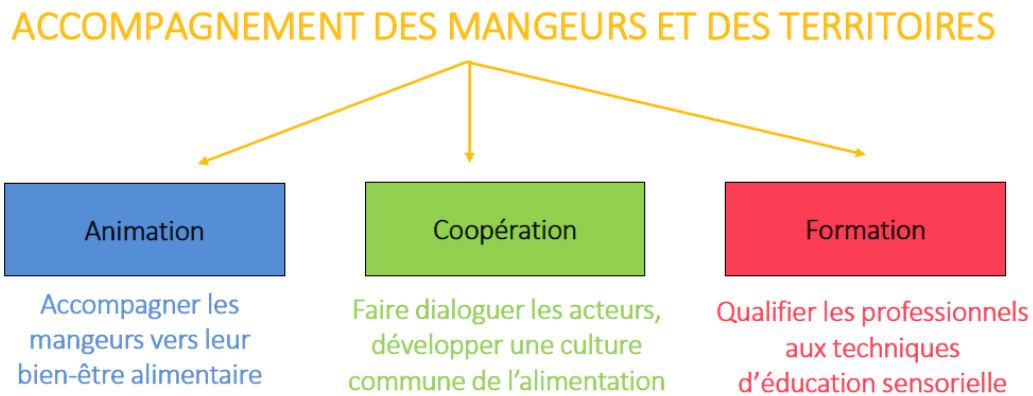 ACCOMPAGNEMENT DES MANGEURS ET DES TERRITOIRES
Animation
Accompagner les
mangeurs vers leur
bien-être alimentaire
Coopération
Faire dialoguer les acteurs,
développer une culture
commune de l'alimentation
Formation
Qualifier les professionnels
aux techniques
d'éducation sensorielle